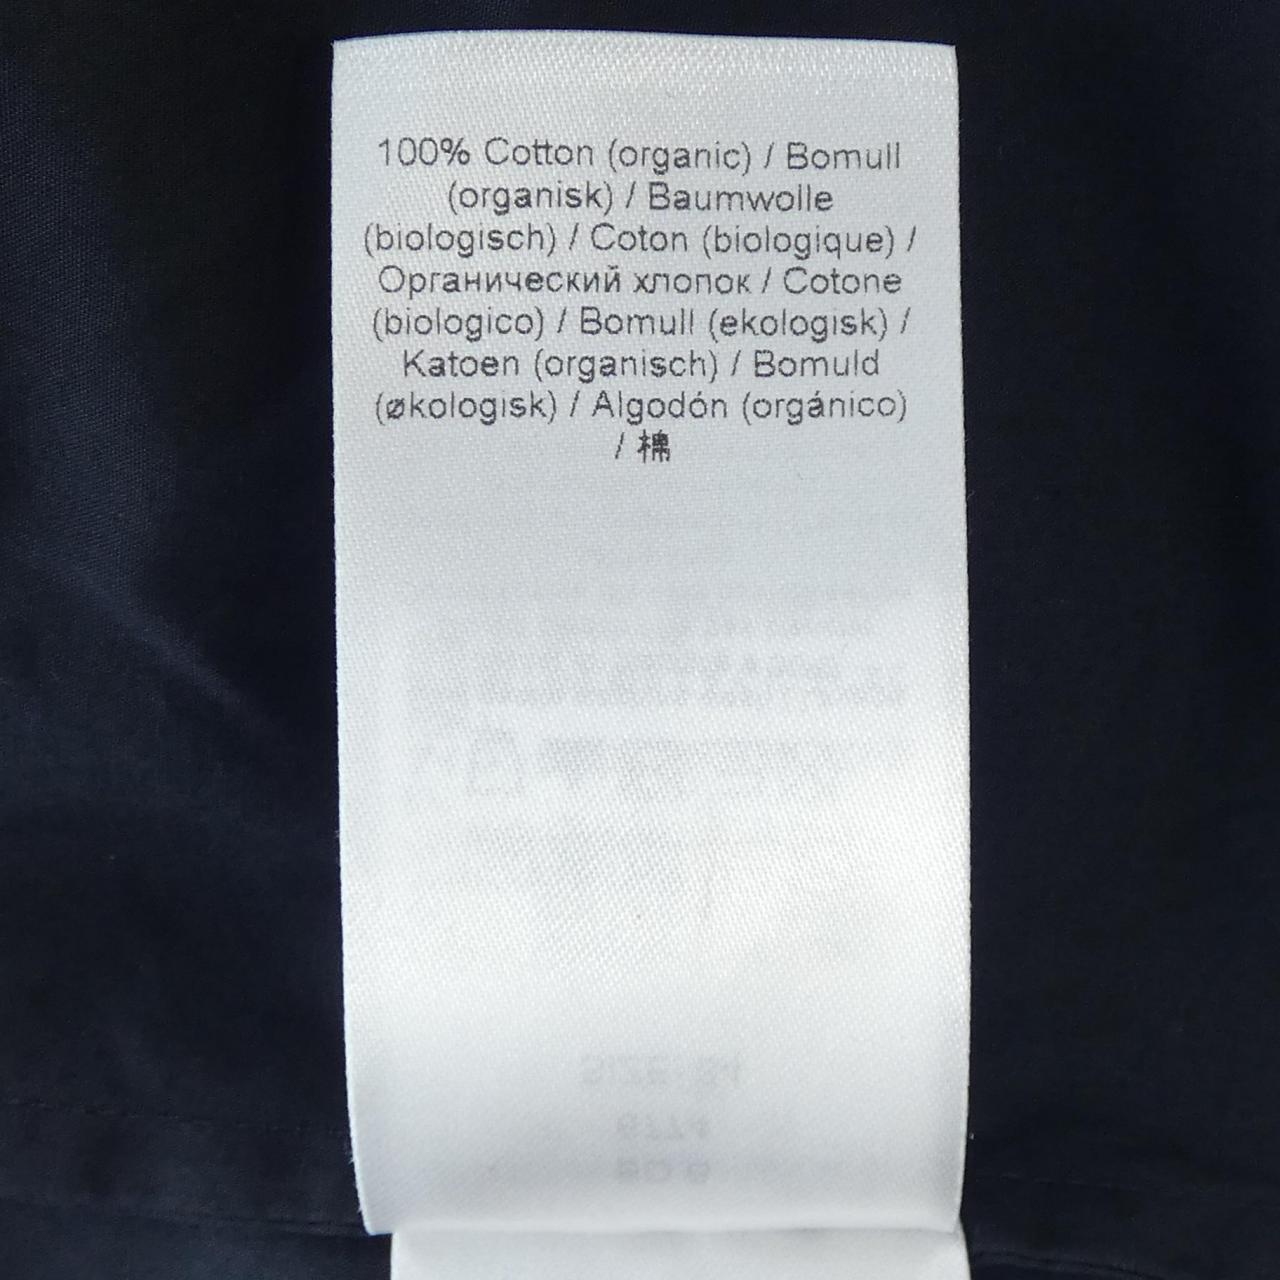 100% Cotton (organic) / Bomull
(organisk) / Baumwolle
(biologisch) / Coton (biologique) /
Органический хлопок / Cotone
(biologico) / Bomull (ekologisk) /
Katoen (organisch) / Bomuld
(økologisk) / Algodón (orgánico)
/ 棉